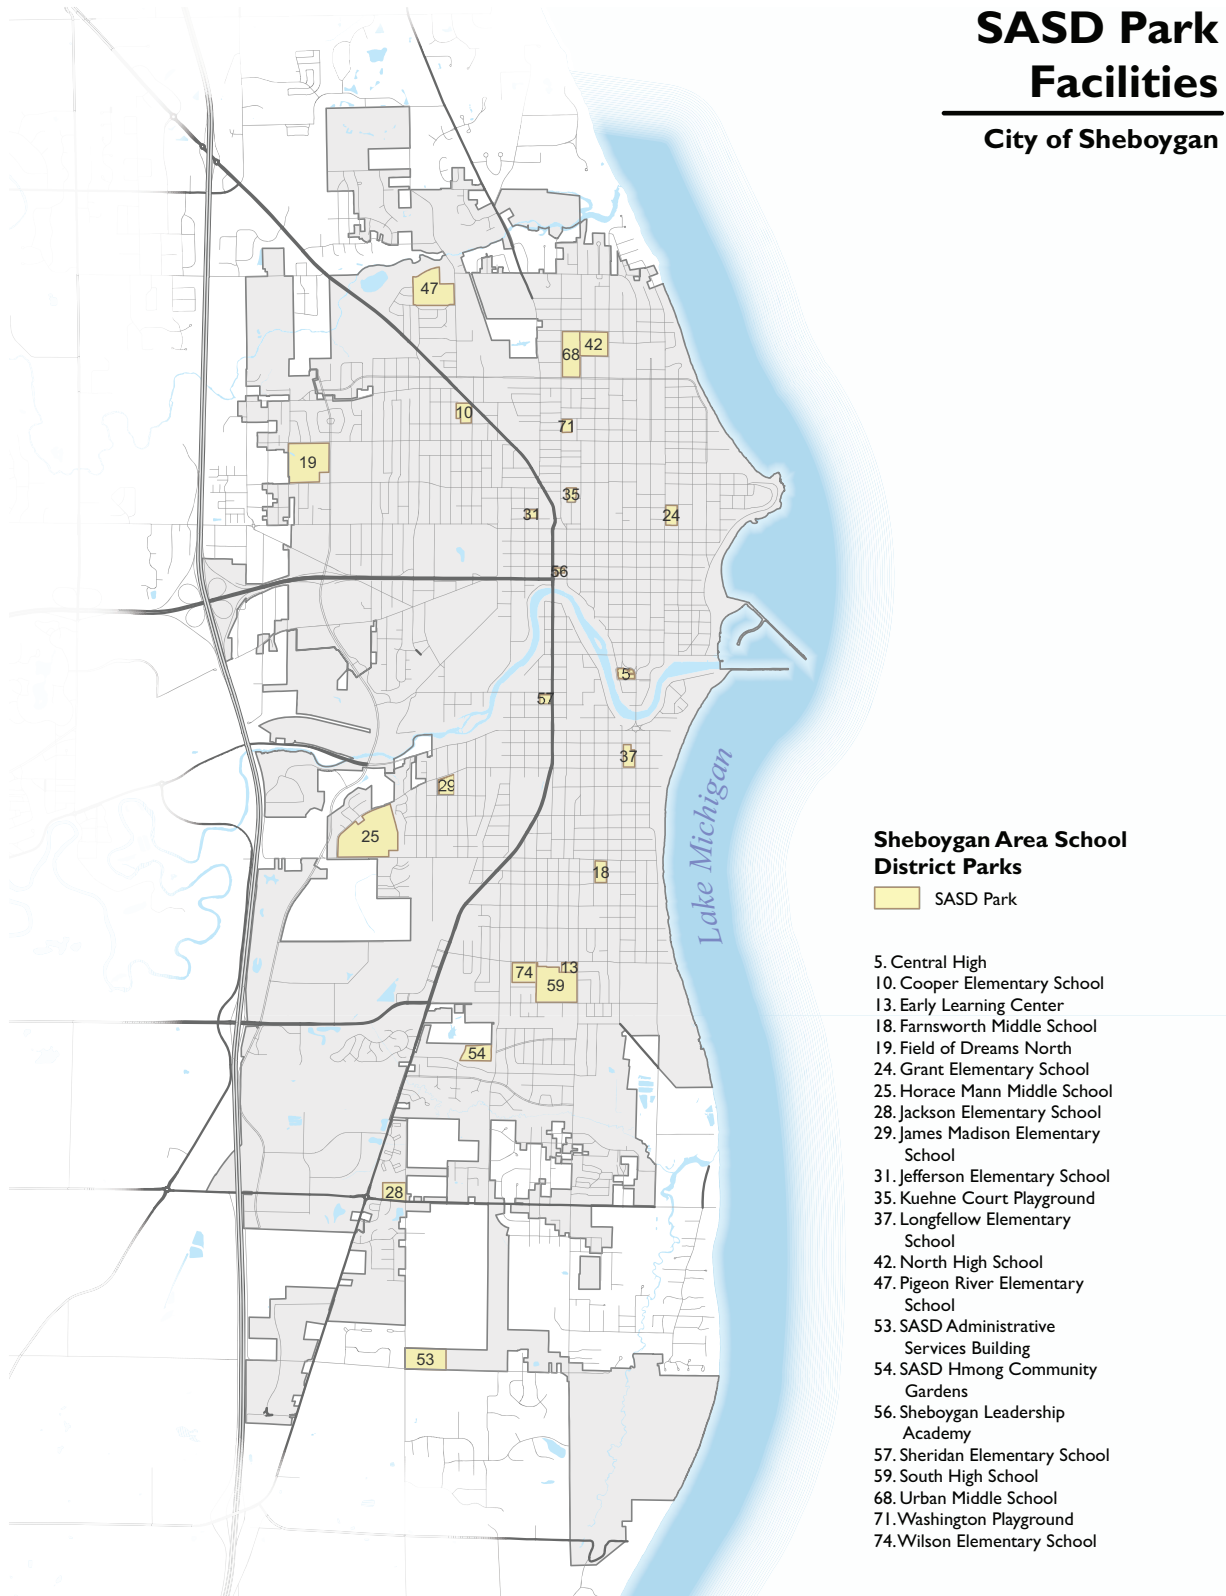 SASD Park
Facilities
City of Sheboygan
47
42
68
10
71
19
35
31
24
56
5
57
37
29
25
18
13
74
59
54
28
53
Lake Michigan
Sheboygan Area School
District Parks
SASD Park
5. Central High
10. Cooper Elementary School
13. Early Learning Center
18. Farnsworth Middle School
19. Field of Dreams North
24. Grant Elementary School
25. Horace Mann Middle School
28. Jackson Elementary School
29. James Madison Elementary
School
31. Jefferson Elementary School
35. Kuehne Court Playground
37. Longfellow Elementary
School
42. North High School
47. Pigeon River Elementary
School
53. SASD Administrative
Services Building
54. SASD Hmong Community
Gardens
56. Sheboygan Leadership
Academy
57. Sheridan Elementary School
59. South High School
68. Urban Middle School
71. Washington Playground
74. Wilson Elementary School